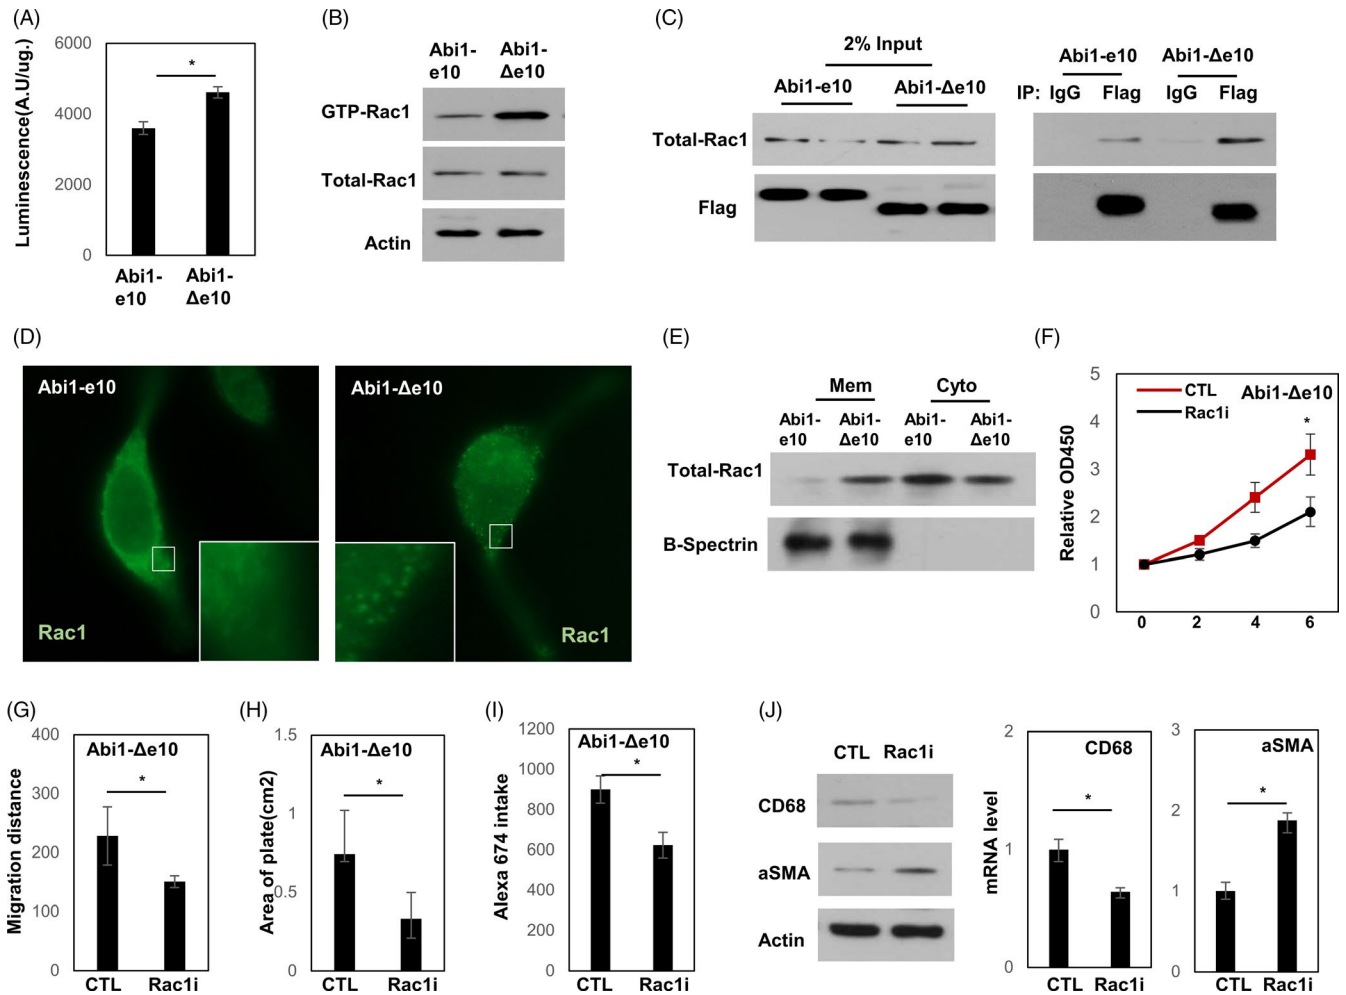 (A)
Luminescence(A.U/ug.)
6000
4000
2000
0
*
Abi1-
e10
Abi1-
Δe10
(B)
Abi1-
e10
Abi1-
Δe10
GTP-Rac1
Total-Rac1
Actin
(C)
2% Input
Abi1-e10
Abi1-Δe10
Total-Rac1
Flag
Abi1-e10
Abi1-Δe10
IP: IgG Flag IgG Flag
(D)
Abi1-e10
Rac1
Abi1-Δe10
Rac1
(E)
Mem
Cyto
Abi1-
e10
Abi1-
Δe10
Abi1-
e10
Abi1-
Δe10
Total-Rac1
B-Spectrin
(F)
Relative OD450
5
4
3
2
1
0
CTL
Rac1i
Abi1-Δe10
*
0 2 4 6
(G)
Migration distance
400
300
200
100
0
Abi1-Δe10
*
CTL Rac1i
(H)
Area of plate(cm2)
1.5
1
0.5
0
Abi1-Δe10
*
CTL Rac1i
(I)
Alexa 674 intake
1200
1000
800
600
400
200
0
Abi1-Δe10
*
CTL Rac1i
(J)
CTL Rac1i
CD68
aSMA
Actin
mRNA level
2
1
0
CD68
*
CTL Rac1i
3
2
1
0
aSMA
*
CTL Rac1i